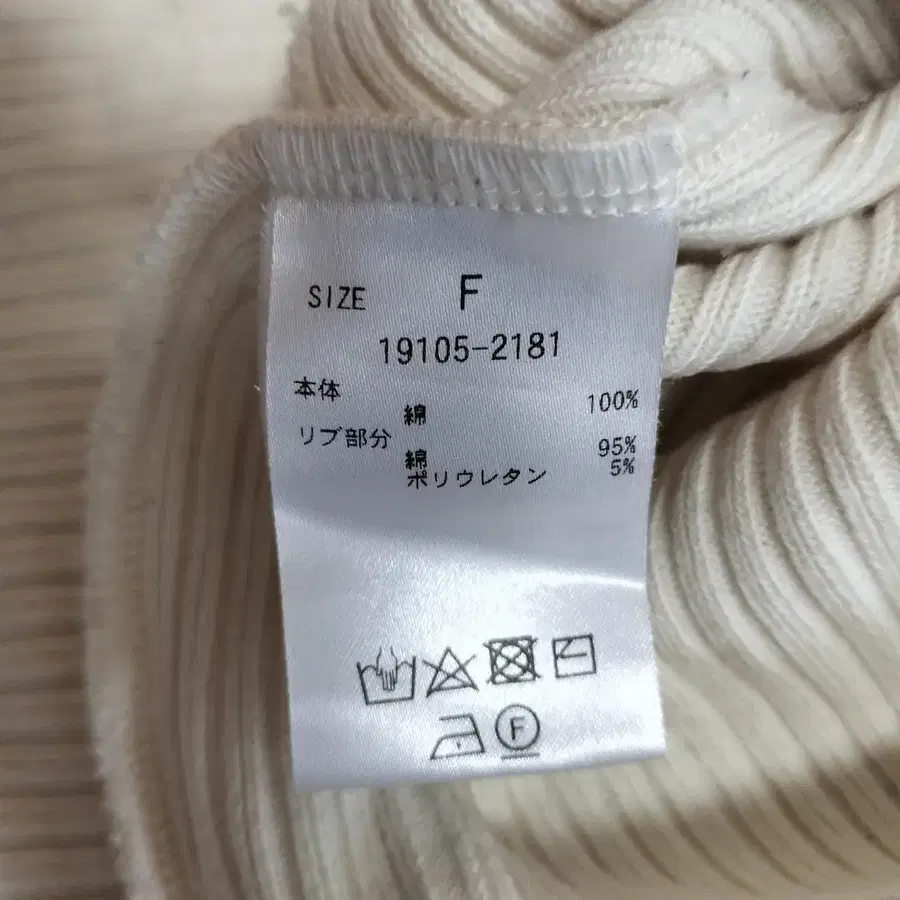 SIZE F
19105-2181
本体
綿 100%
リブ部分
綿 95%
ポリウレタン 5%
F